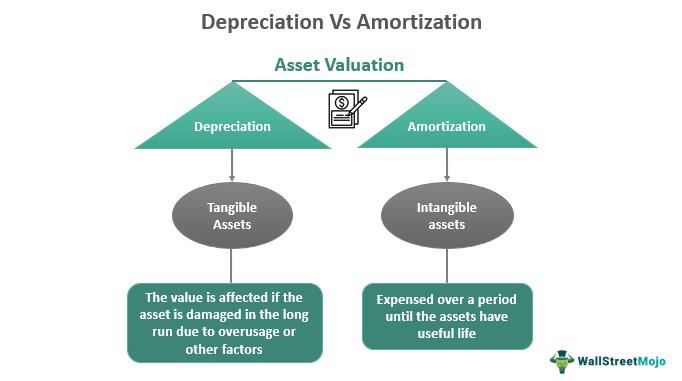 Depreciation Vs Amortization
Asset Valuation
$
Depreciation
Amortization
Tangible
Assets
Intangible
assets
The value is affected if the
asset is damaged in the long
run due to overusage or
other factors
Expensed over a period
until the assets have
useful life
WallStreetMojo